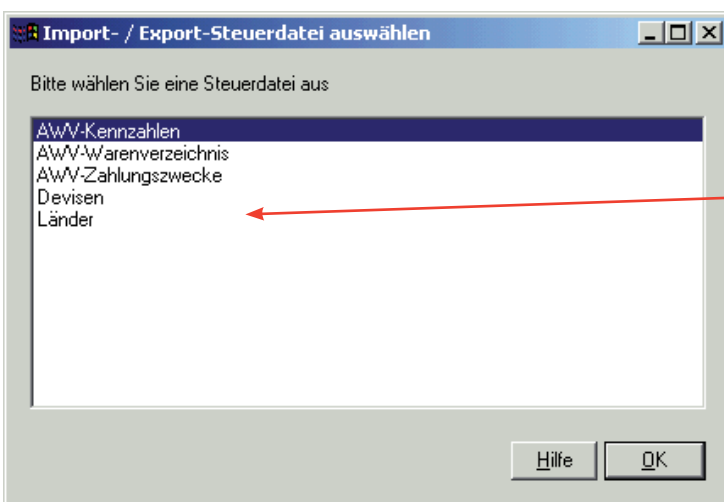 Import- / Export-Steuerdatei auswählen
Bitte wählen Sie eine Steuerdatei aus
AWV-Kennzahlen
AWV-Warenverzeichnis
AWV-Zahlungszwecke
Devisen
Länder
Hilfe
OK